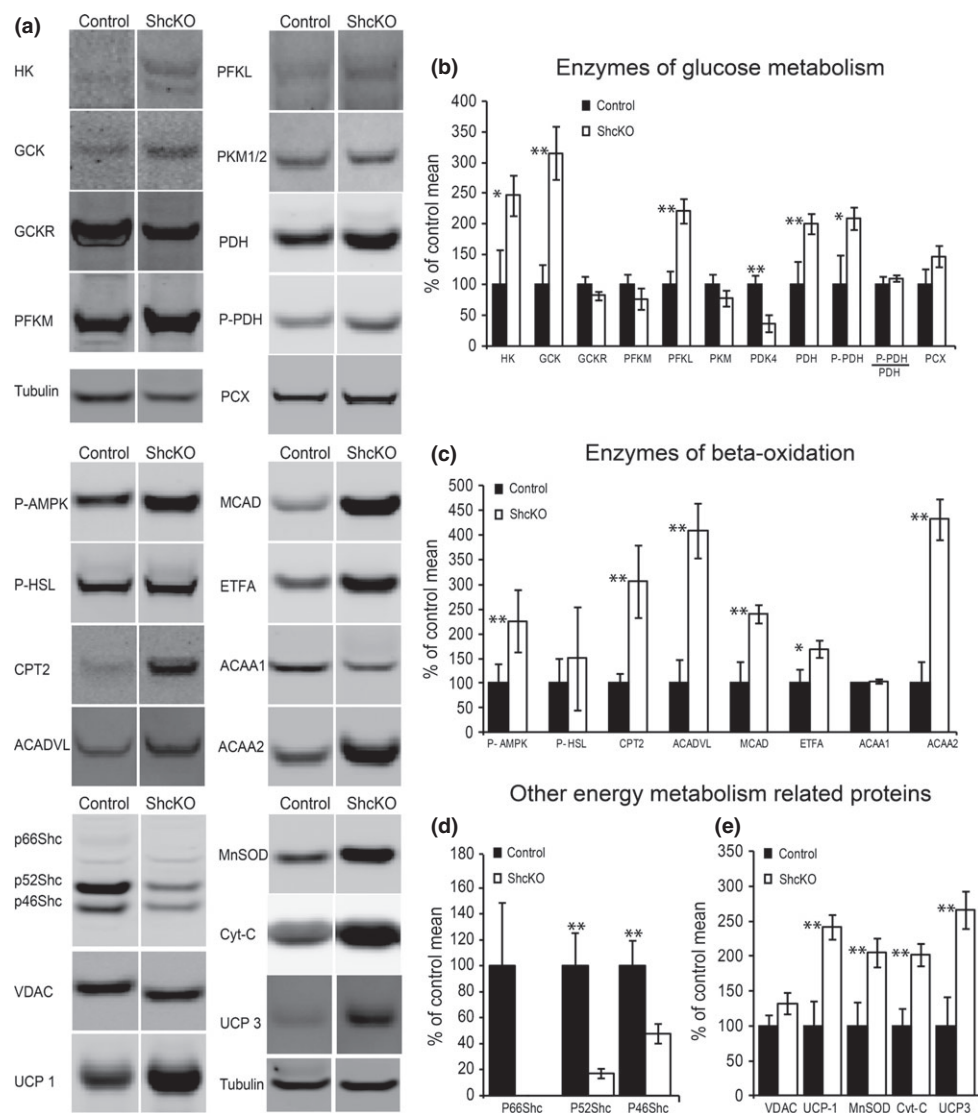 (a)
Control ShcKO
HK
GCK
GCKR
PFKM
Tubulin
Control ShcKO
PFKL
PKM1/2
PDH
P-PDH
PCX
Control ShcKO
P-AMPK
P-HSL
CPT2
ACADVL
Control ShcKO
MCAD
ETFA
ACAA1
ACAA2
Control ShcKO
p66Shc
p52Shc
p46Shc
VDAC
UCP 1
Control ShcKO
MnSOD
Cyt-C
UCP 3
Tubulin
(b)
Enzymes of glucose metabolism
% of control mean
400
350
300
250
200
150
100
50
0
Control
ShcKO
* ** ** ** ** *
HK GCK GCKR PFKM PFKL PKM PDK4 PDH P-PDH P-PDH PCX
PDH
(c)
Enzymes of beta-oxidation
% of control mean
500
450
400
350
300
250
200
150
100
50
0
Control
ShcKO
** ** ** ** * **
P- AMPK P-HSL CPT2 ACADVL MCAD ETFA ACAA1 ACAA2
Other energy metabolism related proteins
(d)
% of control mean
180
160
140
120
100
80
60
40
20
0
Control
ShcKO
** **
P66Shc P52Shc P46Shc
(e)
% of control mean
350
300
250
200
150
100
50
0
Control
ShcKO
** ** ** **
VDAC UCP-1 MnSOD Cyt-C UCP3